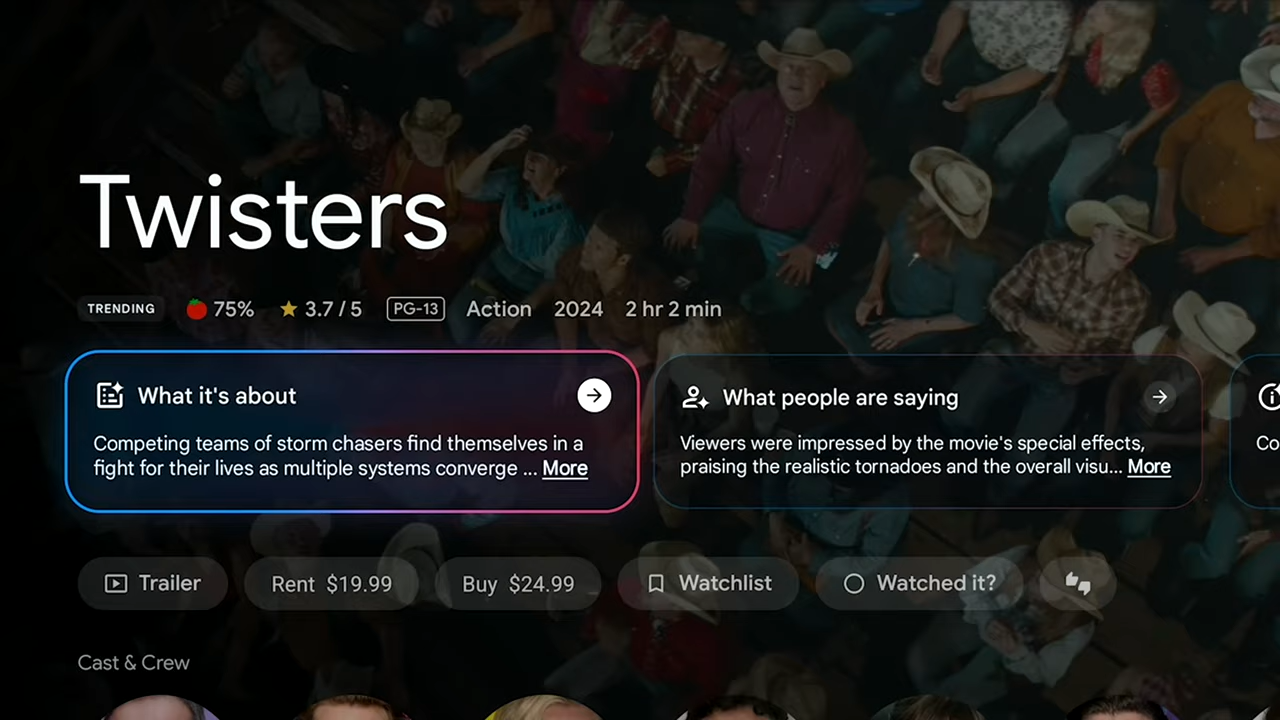 Twisters
TRENDING 75% 3.7 / 5 PG-13 Action 2024 2 hr 2 min
What it's about
Competing teams of storm chasers find themselves in a
fight for their lives as multiple systems converge ... More
What people are saying
Viewers were impressed by the movie's special effects,
praising the realistic tornadoes and the overall visu... More
Co
Trailer Rent $19.99 Buy $24.99 Watchlist Watched it?
Cast & Crew